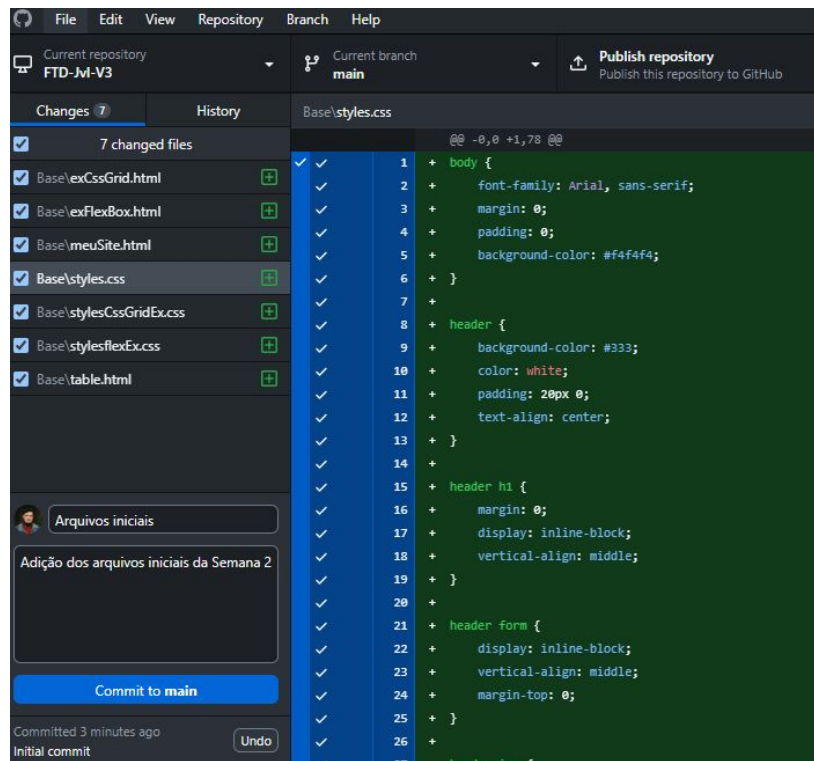 File Edit View Repository Branch Help
Current repository
FTD-Jvl-V3
Current branch
main
Publish repository
Publish this repository to GitHub
Changes 7 History
7 changed files
Base\exCssGrid.html
Base\exFlexBox.html
Base\meuSite.html
Base\styles.css
Base\stylesCssGridEx.css
Base\stylesflexEx.css
Base\table.html
Arquivos iniciais
Adição dos arquivos iniciais da Semana 2
Commit to main
Committed 3 minutes ago
Initial commit
Undo
Base\styles.css
@@ -0,0 +1,78 @@
1 + body {
2 + font-family: Arial, sans-serif;
3 + margin: 0;
4 + padding: 0;
5 + background-color: #f4f4f4;
6 + }
7 +
8 + header {
9 + background-color: #333;
10 + color: white;
11 + padding: 20px 0;
12 + text-align: center;
13 + }
14 +
15 + header h1 {
16 + margin: 0;
17 + display: inline-block;
18 + vertical-align: middle;
19 + }
20 +
21 + header form {
22 + display: inline-block;
23 + vertical-align: middle;
24 + margin-top: 0;
25 + }
26 +